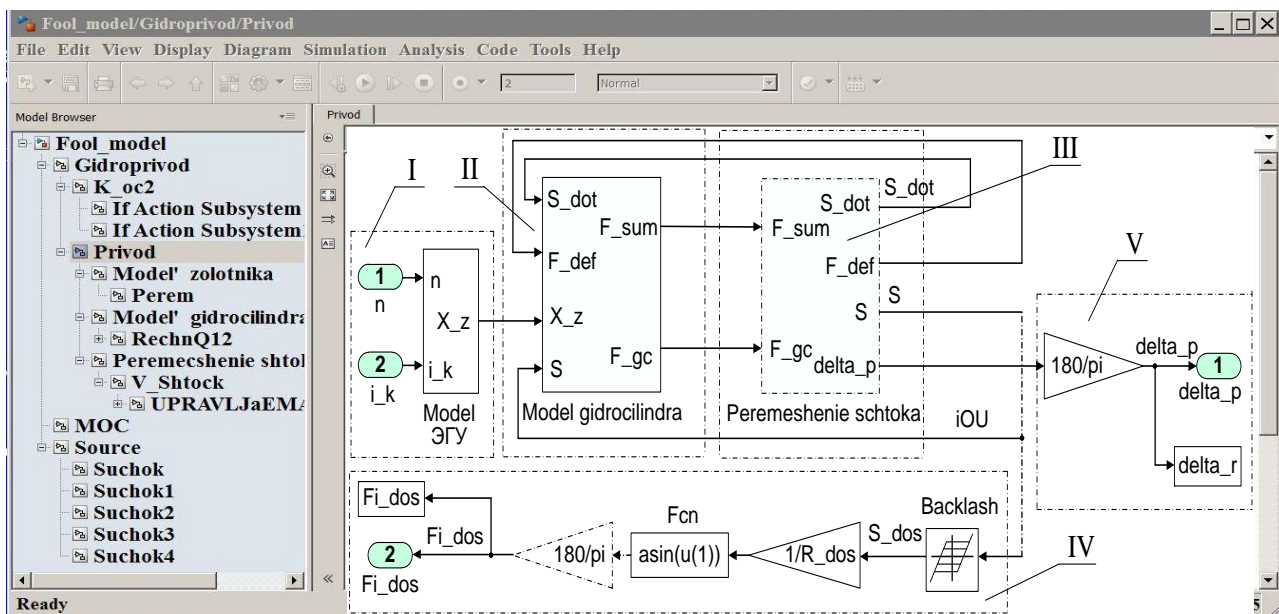 Fool_model/Gidroprivod/Privod
File Edit View Display Diagram Simulation Analysis Code Tools Help
2
Normal
Model Browser
Fool_model
Gidroprivod
K_oc2
If Action Subsystem
If Action Subsystem
Privod
Model' zolotnika
Perem
Model' gidrocilindra
RechnQ12
Peremecshenie shtol
V_Shtock
UPRAVLJaEMA
MOC
Source
Suchok
Suchok1
Suchok2
Suchok3
Suchok4
Ready
Privod
I
II
III
1
n
2
i_k
n
X_z
i_k
Model
ЭГУ
S_dot
F_sum
F_def
X_z
F_gc
S
Model gidrocilindra
S_dot
S_dot
F_sum
F_def
S
S
F_gc
delta_p
Peremeshenie schtoka
iOU
V
180/pi
delta_p
1
delta_p
delta_r
Fi_dos
Fi_dos
2
Fi_dos
180/pi
Fcn
asin(u(1))
1/R_dos
S_dos
Backlash
IV